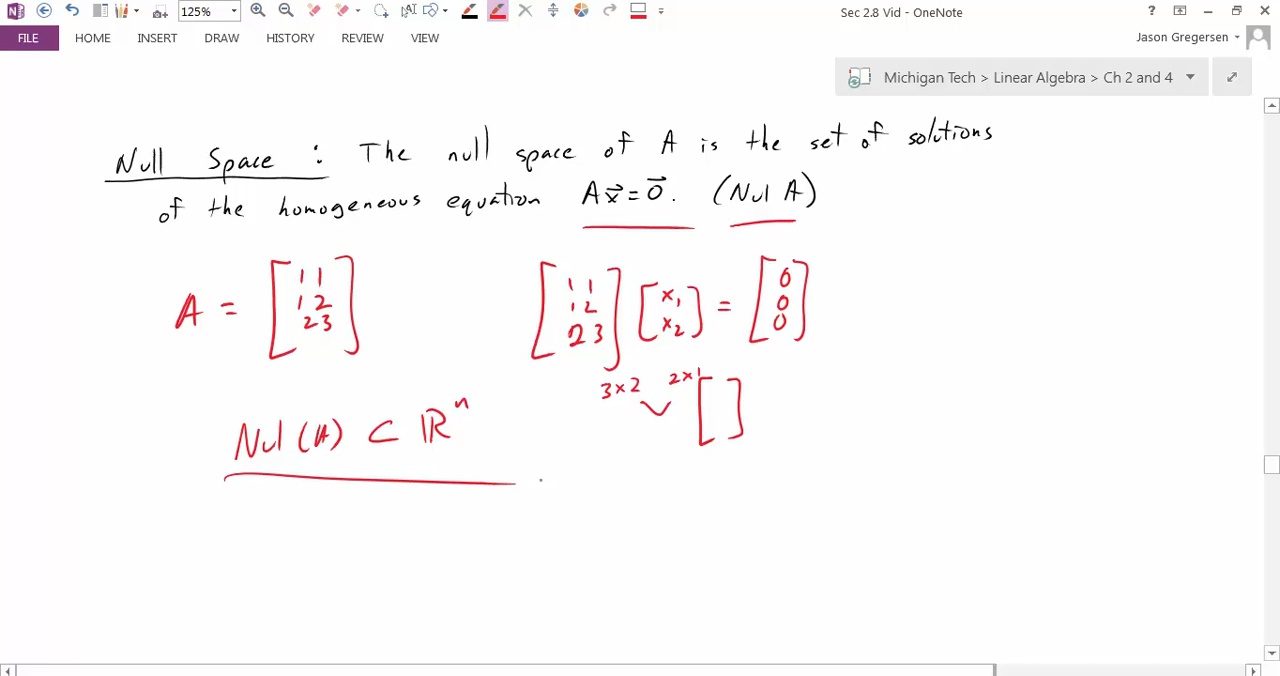 125%
Sec 2.8 Vid - OneNote
?
Jason Gregersen
FILE HOME INSERT DRAW HISTORY REVIEW VIEW
Michigan Tech > Linear Algebra > Ch 2 and 4
Null Space : The null space of A is the set of solutions
of the homogeneous equation Ax⃗ = 0⃗. (Nul A)
A = [1 1; 1 2; 2 3] [1 1; 1 2; 2 3] [x₁; x₂] = [0; 0; 0]
3×2 2×1 [ ]
Nul(A) ⊂ ℝⁿ